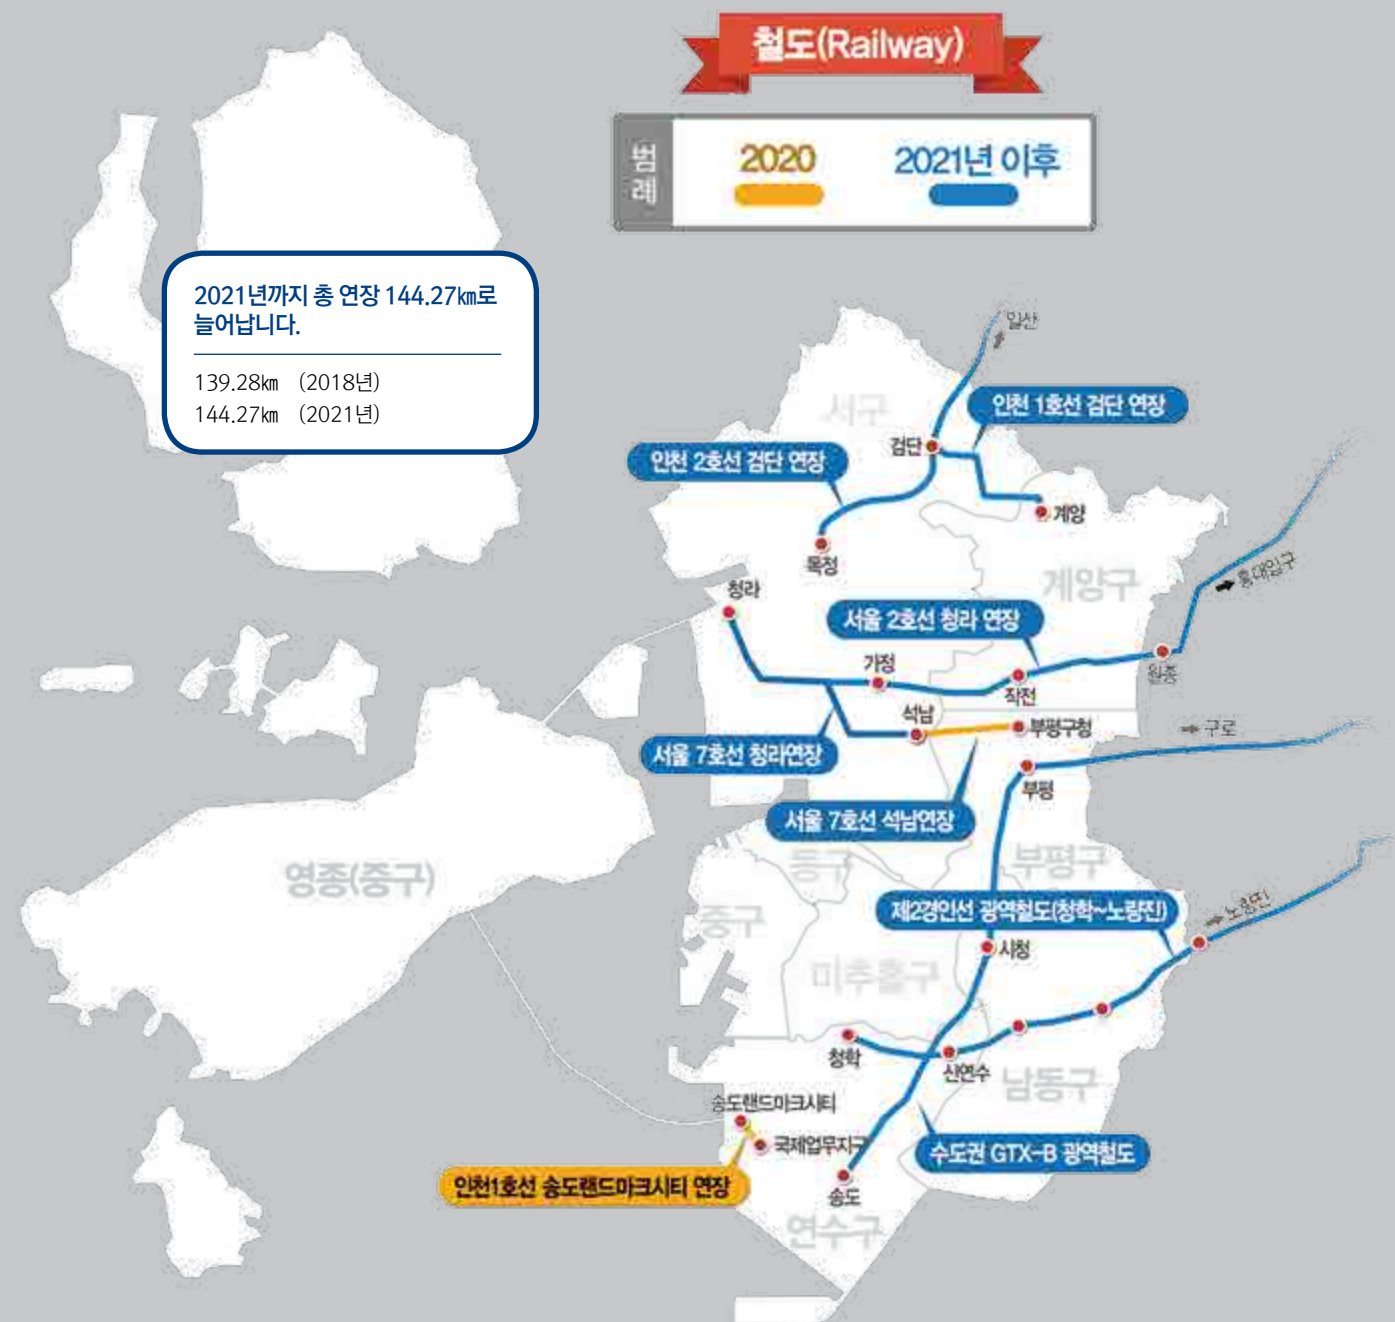 철도(Railway)
범례
2020
2021년 이후
2021년까지 총 연장 144.27㎞로
늘어납니다.
139.28㎞ (2018년)
144.27㎞ (2021년)
일산
서구
인천 1호선 검단 연장
검단
인천 2호선 검단 연장
계양
독정
청라
계양구
홍대입구
서울 2호선 청라 연장
가정
원종
작전
석남
부평구청
구로
서울 7호선 청라연장
부평
서울 7호선 석남연장
동구
부평구
영종(중구)
중구
제2경인선 광역철도(청학~노량진)
노량진
시청
미추홀구
청학
신연수
남동구
송도랜드마크시티
국제업무지구
수도권 GTX-B 광역철도
인천1호선 송도랜드마크시티 연장
송도
연수구